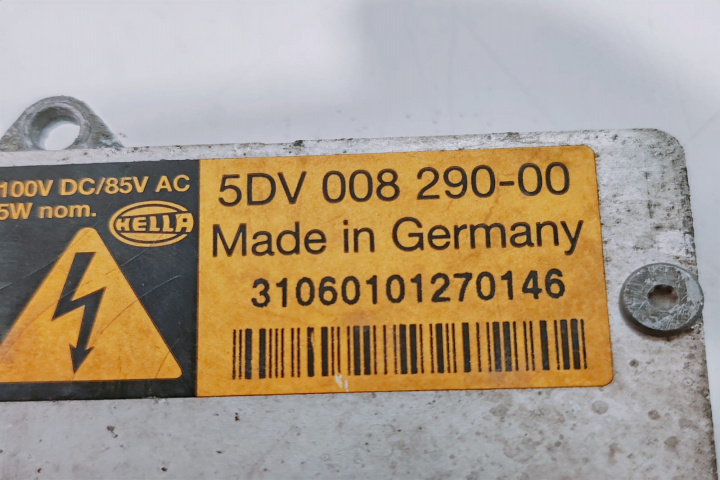 100V DC/85V AC
5W nom.
HELLA
5DV 008 290-00
Made in Germany
31060101270146